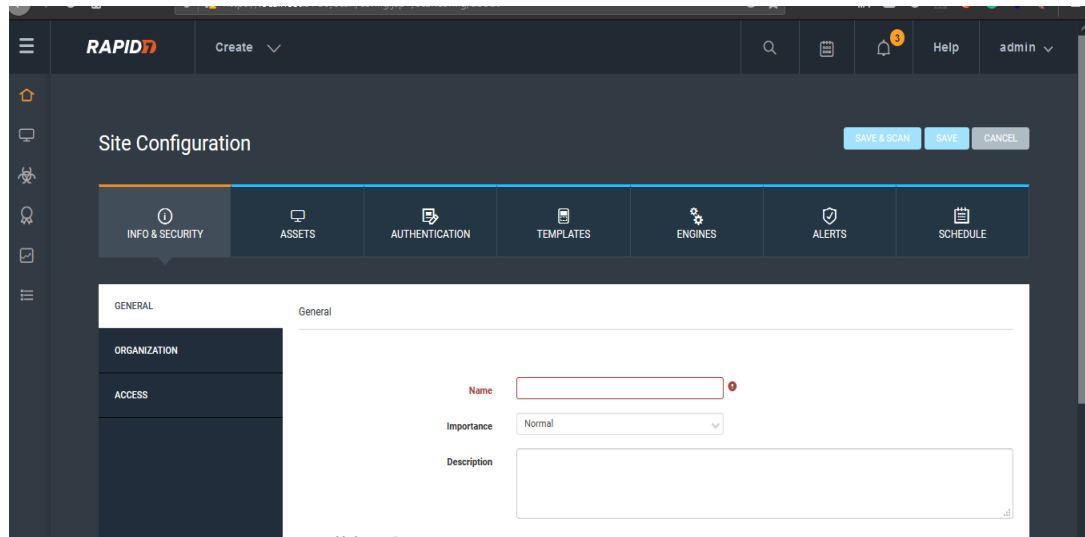 RAPID7 Create 3 Help admin
Site Configuration SAVE & SCAN SAVE CANCEL
INFO & SECURITY ASSETS AUTHENTICATION TEMPLATES ENGINES ALERTS SCHEDULE
GENERAL General
ORGANIZATION
Name
ACCESS
Importance Normal
Description